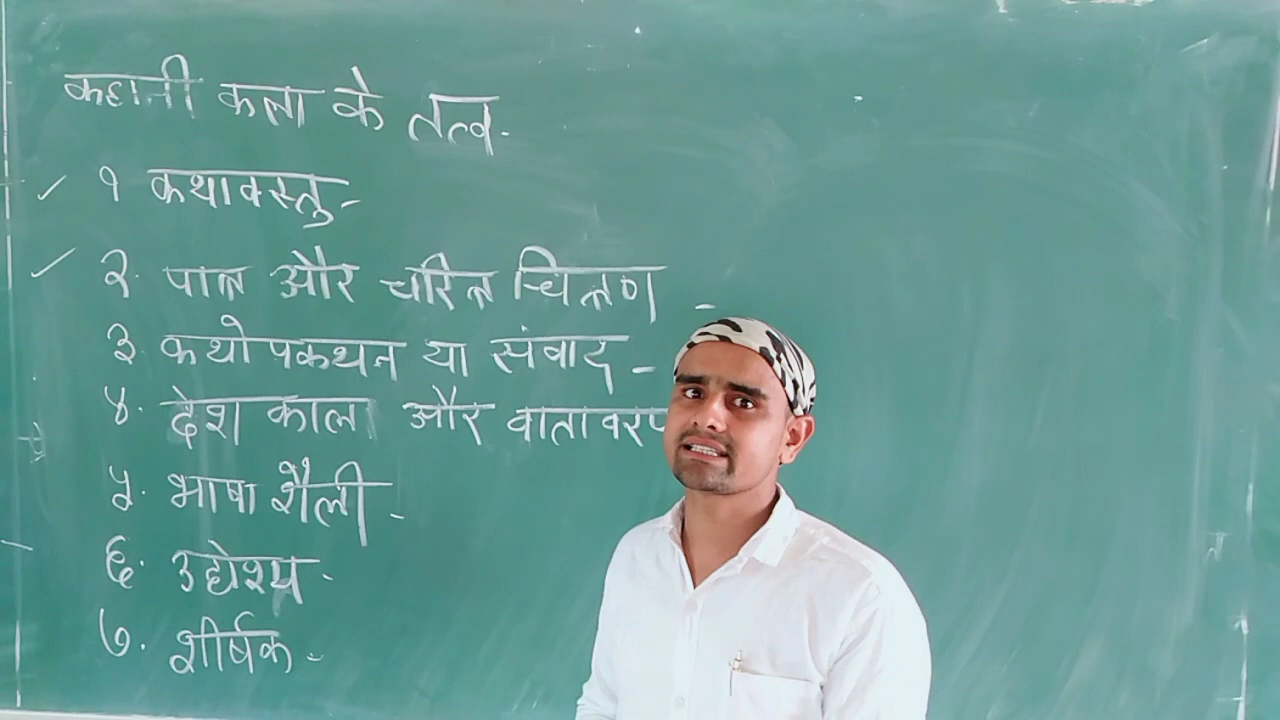 कहानी कला के तत्व-
१ कथावस्तु-
२. पात्र और चरित्र चित्रण -
३. कथोपकथन या संवाद -
४. देश काल और वातावरण
५. भाषा शैली -
६. उद्येश्य -
७. शीर्षक -